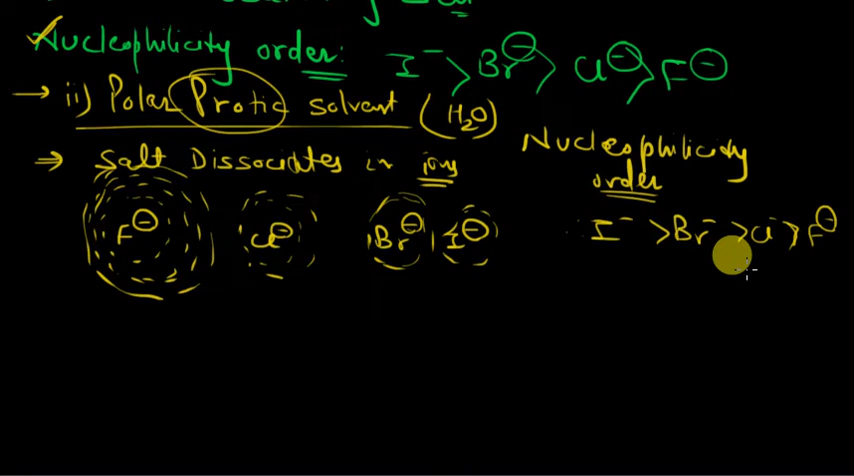 Nucleophilicity order: I⁻ > Br⊖ > Cl⊖ > F⊖
→ ii) Polar Protic solvent (H₂O)
⇒ Salt Dissociates in ions
Nucleophilicity
order
F⊖ Cl⊖ Br⊖ I⊖
I⁻ > Br⁻ > Cl⁻ > F⊖